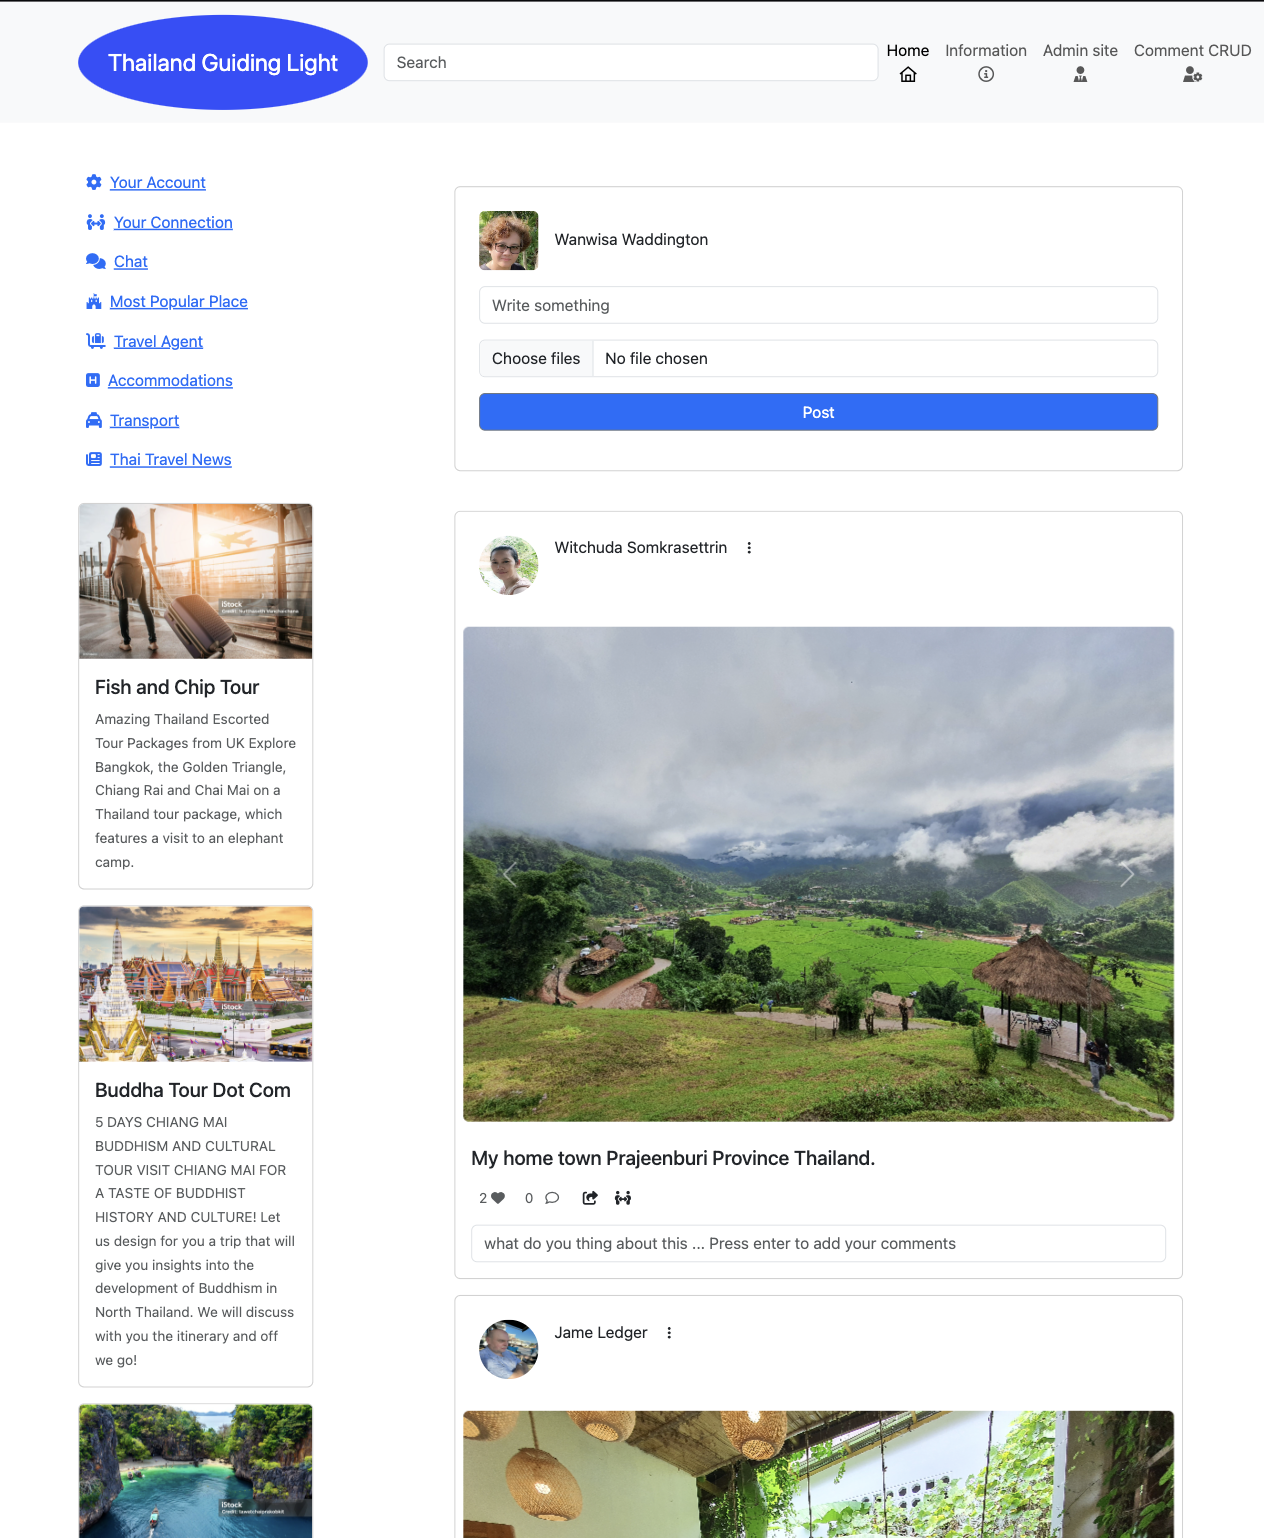 Thailand Guiding Light
Search
Home
Information
Admin site
Comment CRUD
Your Account
Your Connection
Chat
Most Popular Place
Travel Agent
Accommodations
Transport
Thai Travel News
iStock
Fish and Chip Tour
Amazing Thailand Escorted
Tour Packages from UK Explore
Bangkok, the Golden Triangle,
Chiang Rai and Chai Mai on a
Thailand tour package, which
features a visit to an elephant
camp.
iStock
Buddha Tour Dot Com
5 DAYS CHIANG MAI
BUDDHISM AND CULTURAL
TOUR VISIT CHIANG MAI FOR
A TASTE OF BUDDHIST
HISTORY AND CULTURE! Let
us design for you a trip that will
give you insights into the
development of Buddhism in
North Thailand. We will discuss
with you the itinerary and off
we go!
iStock
Wanwisa Waddington
Write something
Choose files No file chosen
Post
Witchuda Somkrasettrin
My home town Prajeenburi Province Thailand.
2 0
what do you thing about this ... Press enter to add your comments
Jame Ledger